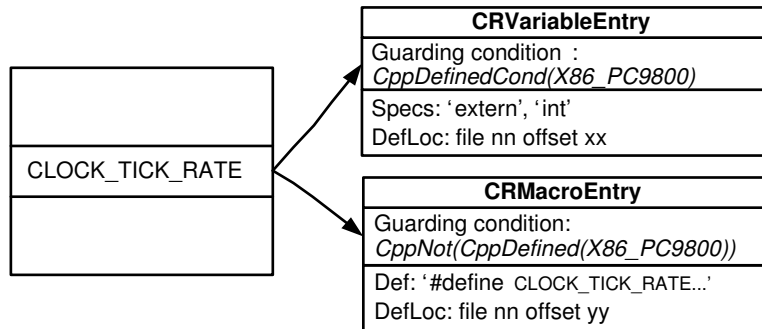 CRVariableEntry
Guarding condition :
CppDefinedCond(X86_PC9800)
Specs: ‘extern’, ‘int’
DefLoc: file nn offset xx
CLOCK_TICK_RATE
CRMacroEntry
Guarding condition:
CppNot(CppDefined(X86_PC9800))
Def: ‘#define CLOCK_TICK_RATE...’
DefLoc: file nn offset yy